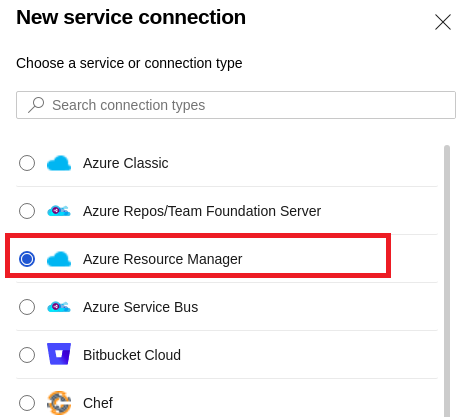 New service connection
Choose a service or connection type
Search connection types
Azure Classic
Azure Repos/Team Foundation Server
Azure Resource Manager
Azure Service Bus
Bitbucket Cloud
Chef